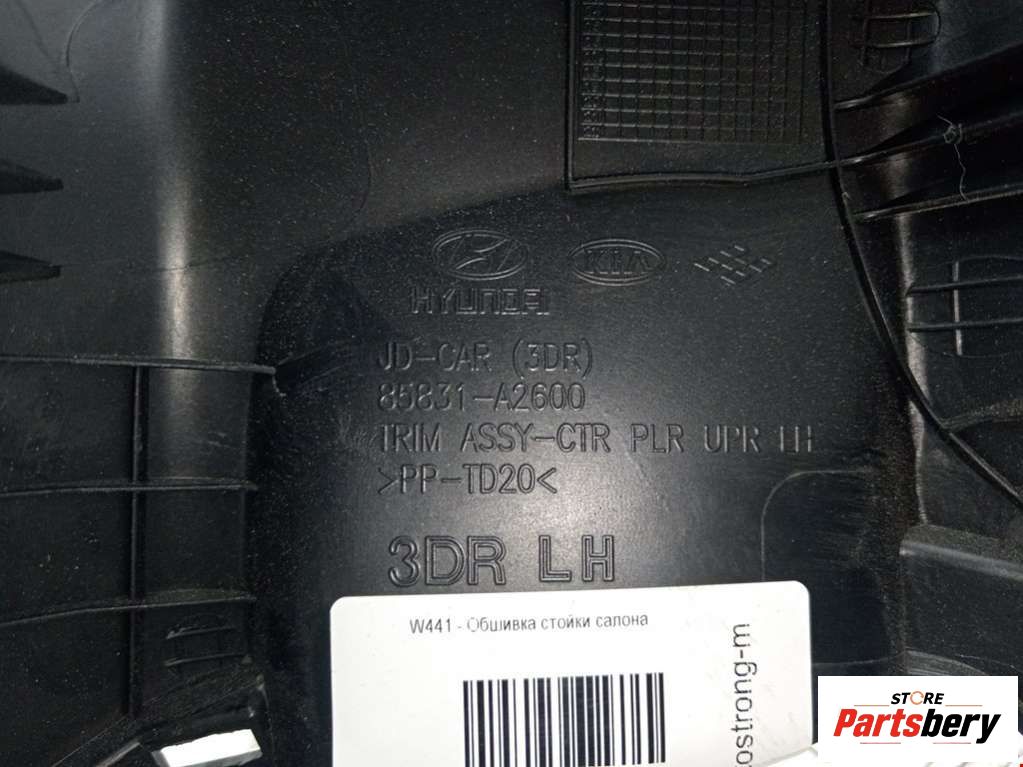 HYUNDAI
KIA
JD-CAR (3DR)
85831-A2600
TRIM ASSY-CTR PLR UPR LH
>PP-TD20<
3DR LH
W441 - Обшивка стойки салона
ostrong-m
STORE
Partsbery